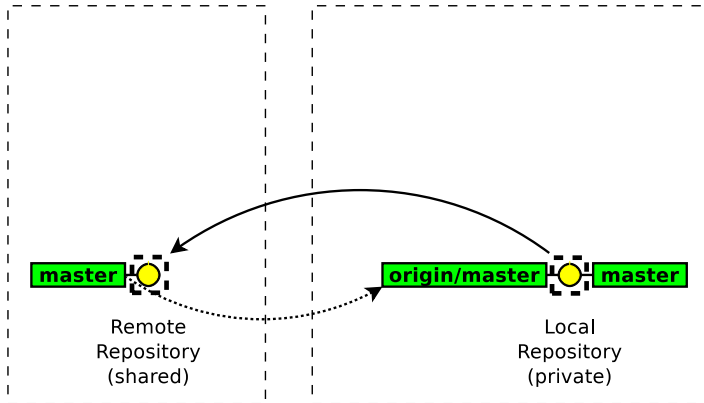 master
origin/master
master
Remote
Repository
(shared)
Local
Repository
(private)